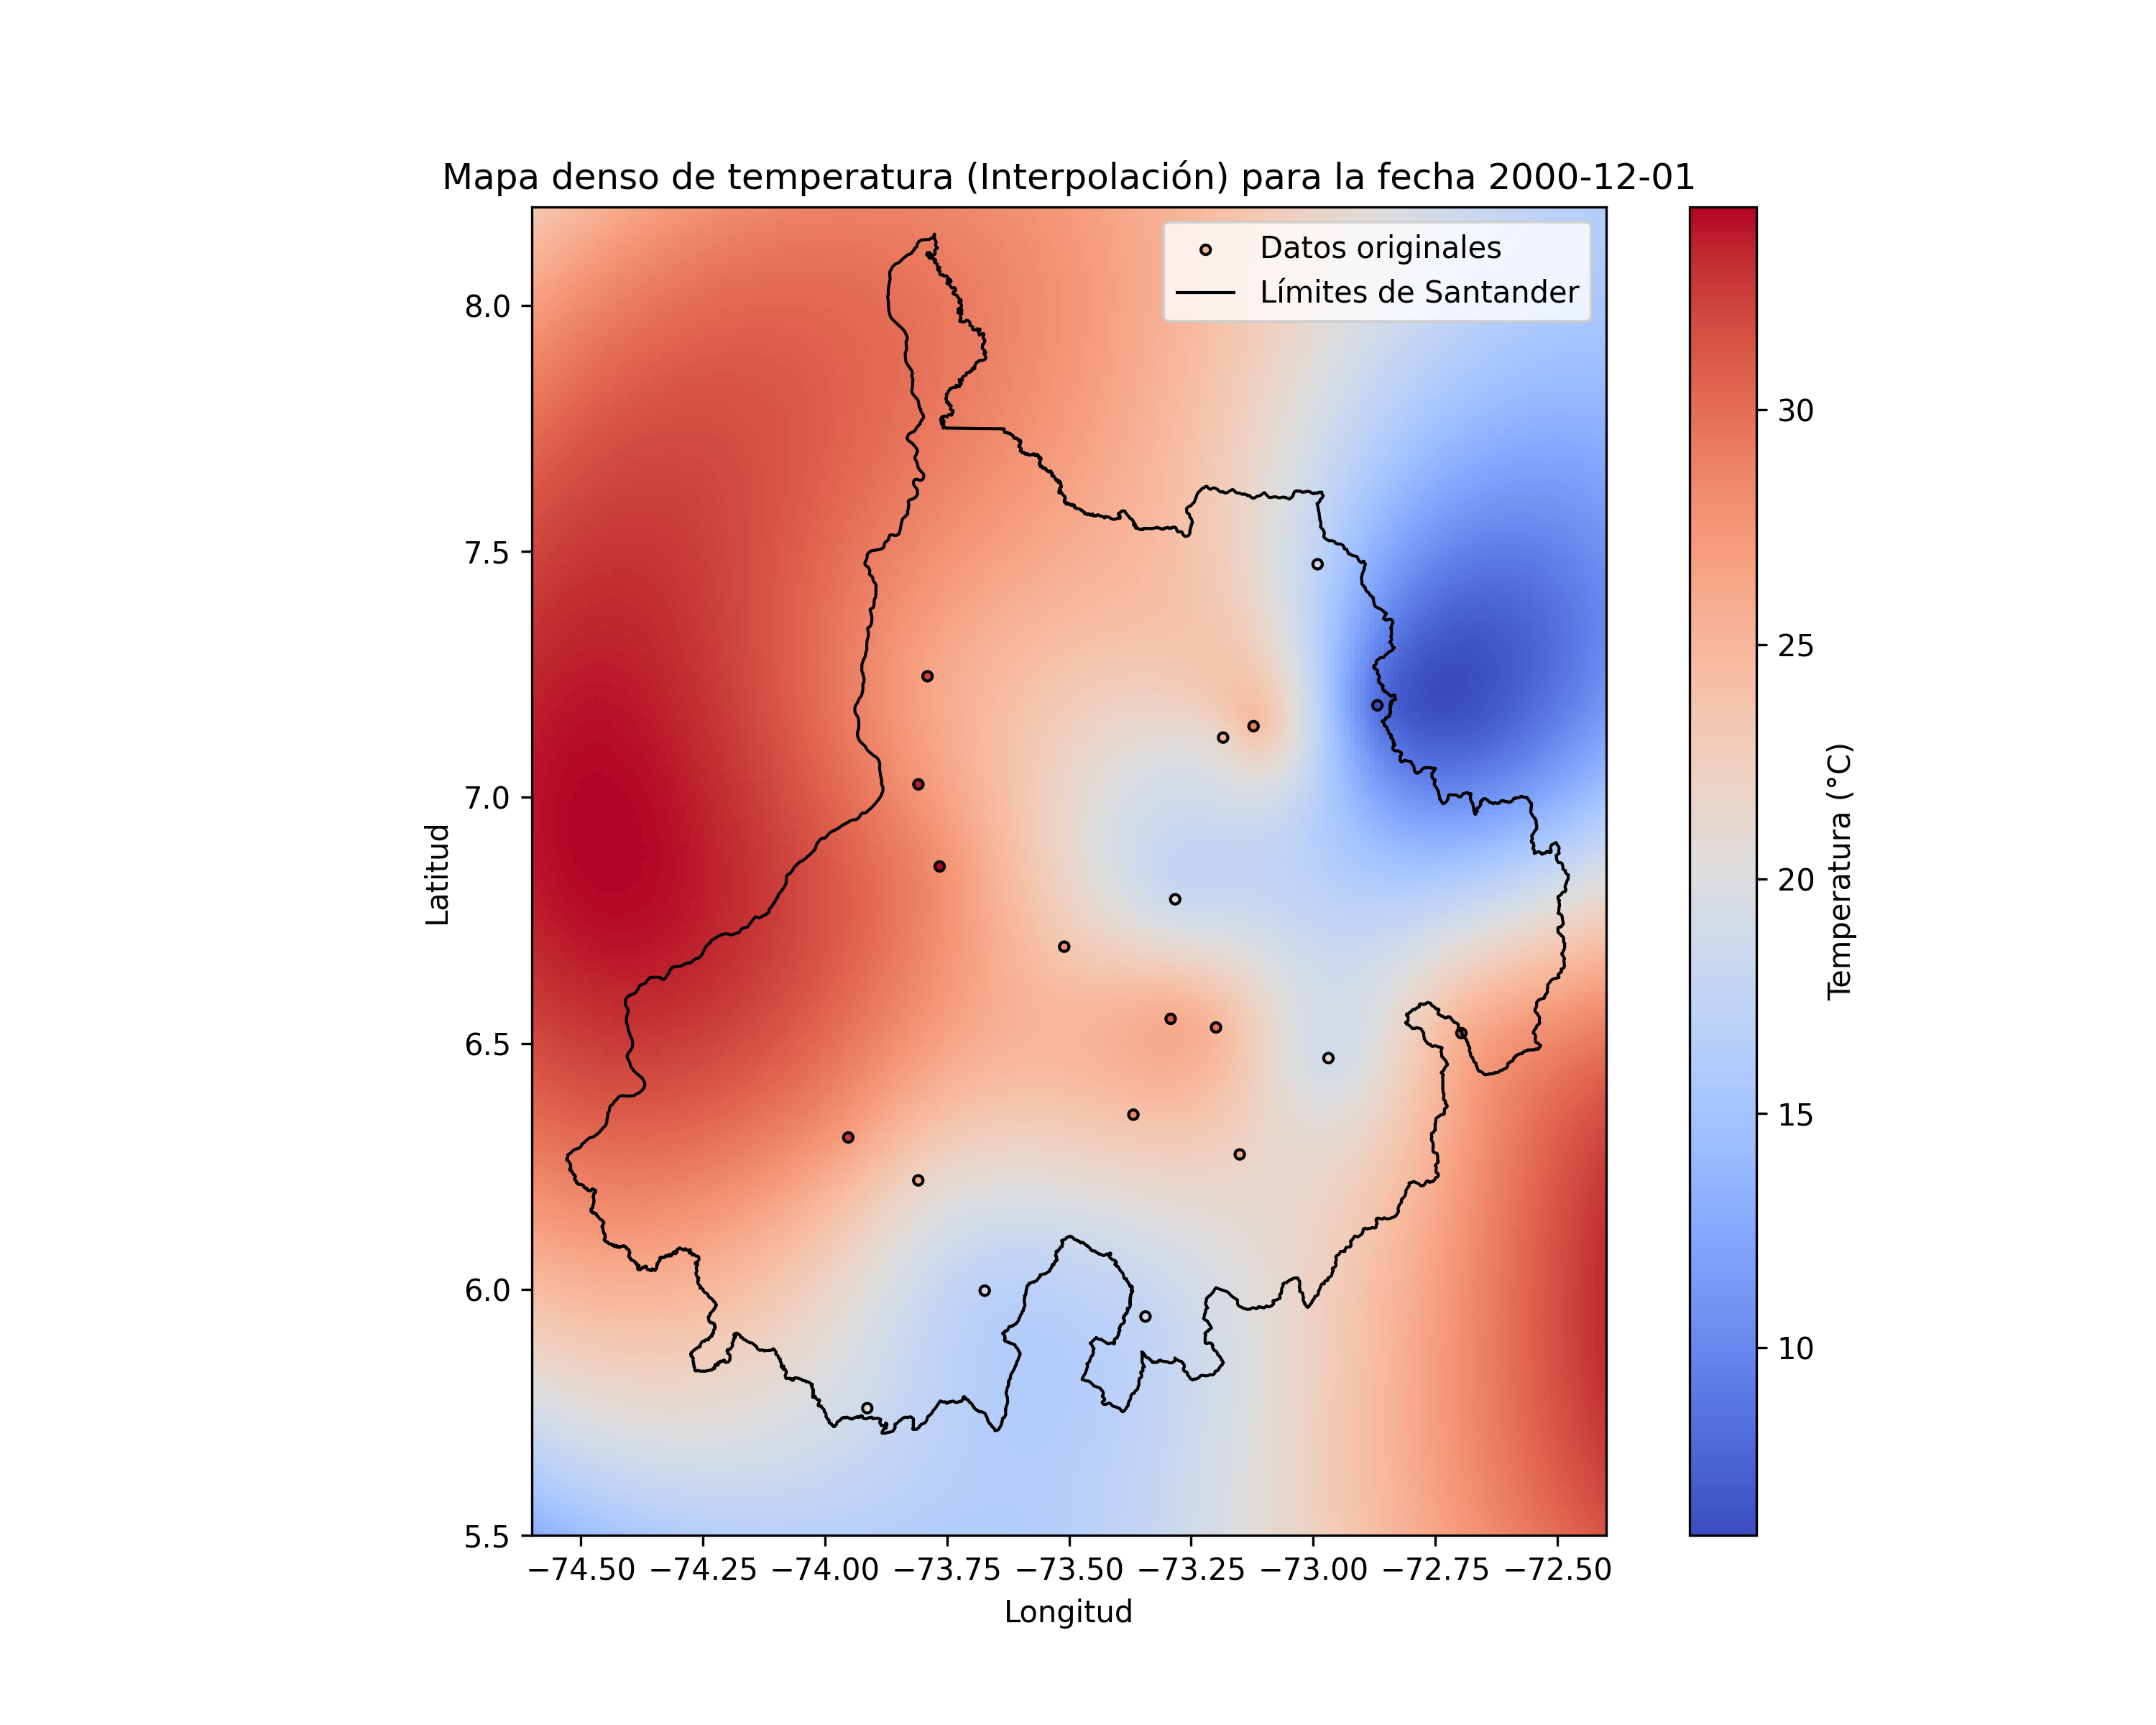 Mapa denso de temperatura (Interpolación) para la fecha 2000-12-01
Datos originales
Límites de Santander
8.0
7.5
7.0
6.5
6.0
5.5
Latitud
−74.50 −74.25 −74.00 −73.75 −73.50 −73.25 −73.00 −72.75 −72.50
Longitud
30
25
20
15
10
Temperatura (°C)